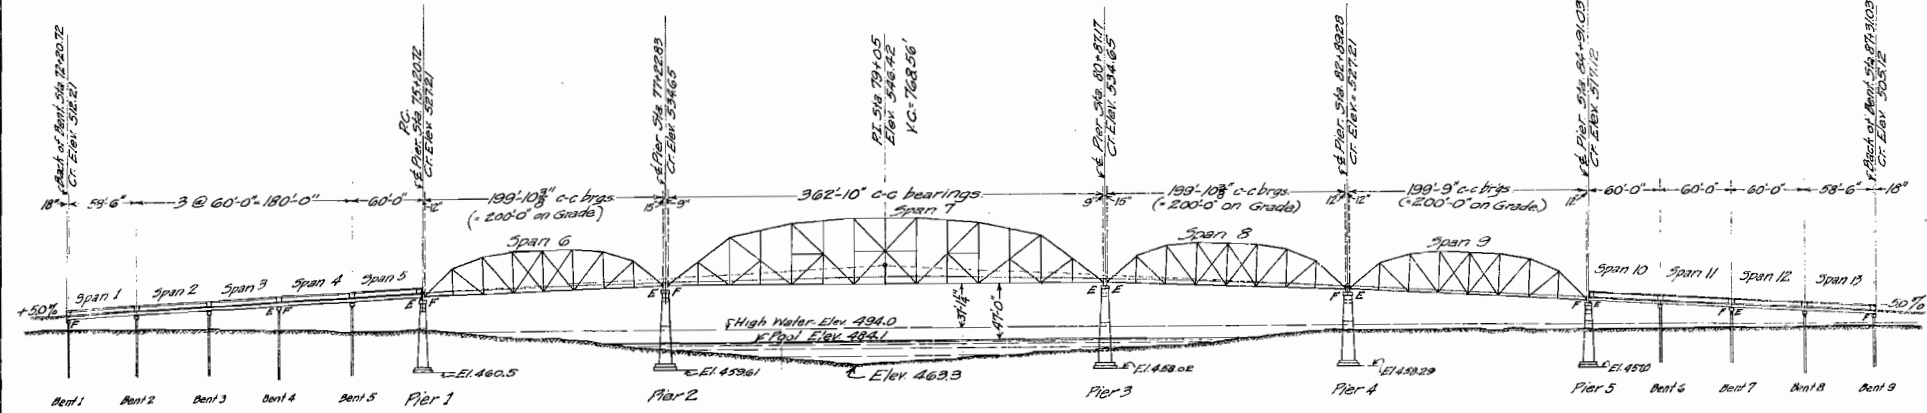 Back of Bent. Sta. 72+20.72
Cr. Elev. 512.21
P.C.
℄ Pier. Sta. 75+20.72
Cr. Elev. 527.21
℄ Pier Sta. 77+22.83
Cr. Elev. 534.65
P.I. Sta. 79+05
Elev. 546.42
V.C.=768.56'
℄ Pier Sta. 80+87.17
Cr. Elev. 534.65
℄ Pier. Sta. 82+89.28
Cr. Elev.=527.21
℄ Pier. Sta. 84+91.03
Cr. Elev. 517.12
Back of Bent. Sta. 87+31.03
Cr. Elev. 505.12
18" 58'-6" 3 @ 60'-0"=180'-0" 60'-0" 12" 199'-10⅜" c-c brgs. 15" 9" 362'-10" c-c bearings. 9" 15" 199'-10⅜" c-c brgs. 12" 12" 199'-9" c-c brgs. 12" 60'-0" 60'-0" 60'-0" 58'-6" 18"
(=200'-0" on Grade)
(=200'-0" on Grade)
(=200'-0" on Grade.)
Span 1 Span 2 Span 3 Span 4 Span 5 Span 6 Span 7 Span 8 Span 9 Span 10 Span 11 Span 12 Span 13
+5.0% -5.0%
F E F E F E F E E F E F E F E
37'-1¼"
47'-0"
High Water Elev. 494.0
Pool Elev. 484.1
El. 460.5
El. 459.61
Elev. 463.3
El. 458.02
El. 458.29
El. 457.0
Bent 1 Bent 2 Bent 3 Bent 4 Bent 5 Pier 1 Pier 2 Pier 3 Pier 4 Pier 5 Bent 6 Bent 7 Bent 8 Bent 9